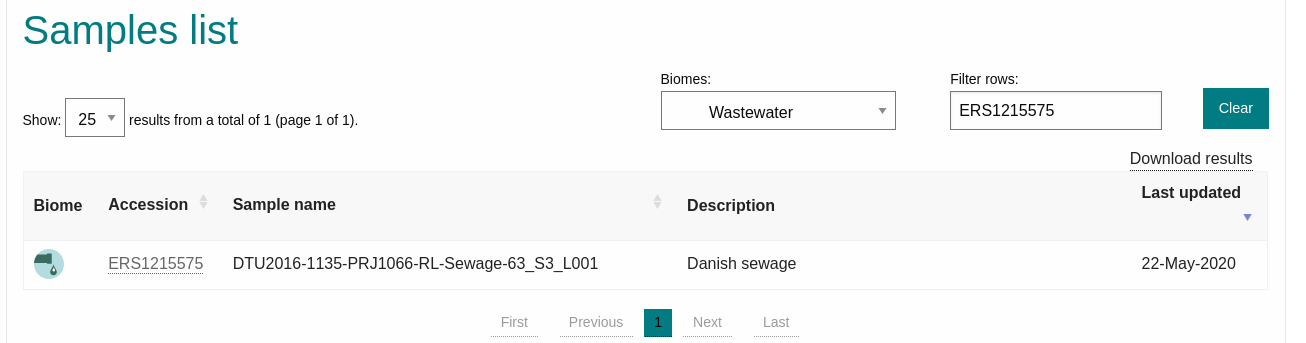 Samples list
Biomes:
Filter rows:
Show: 25 results from a total of 1 (page 1 of 1).
Wastewater
ERS1215575
Clear
Download results
Biome Accession Sample name Description Last updated
ERS1215575 DTU2016-1135-PRJ1066-RL-Sewage-63_S3_L001 Danish sewage 22-May-2020
First Previous 1 Next Last